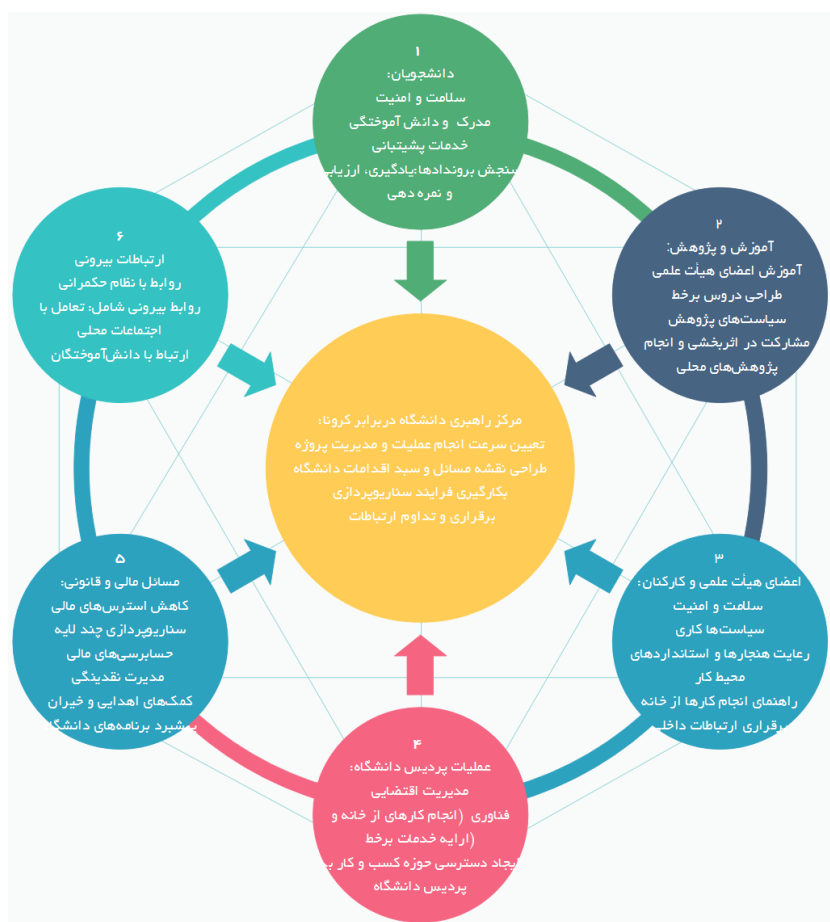 ۱
دانشجویان:
سلامت و امنیت
مدرک و دانش آموختگی
خدمات پشیتبانی
سنجش بروندادها:یادگیری، ارزیابی
و نمره دهی
۲
آموزش و پژوهش:
آموزش اعضای هیأت علمی
طراحی دروس برخط
سیاست‌های پژوهش
مشارکت در اثربخشی و انجام
پژوهش‌های محلی
۳
اعضای هیأت علمی و کارکنان:
سلامت و امنیت
سیاست‌ها کاری
رعایت هنجارها و استانداردهای
محیط کار
راهنمای انجام کارها از خانه
برقراری ارتباطات داخلی
۴
عملیات پردیس دانشگاه:
مدیریت اقتضایی
فناوری (انجام کارهای از خانه و
ارایه خدمات برخط)
ایجاد دسترسی حوزه کسب و کار به
پردیس دانشگاه
۵
مسائل مالی و قانونی:
کاهش استرس‌های مالی
سناریوپردازی چند لایه
حسابرسی‌های مالی
مدیرت نقدینگی
کمک‌های اهدایی و خیران
پیشبرد برنامه‌های دانشگاه
۶
ارتباطات بیرونی
روابط با نظام حکمرانی
روابط بیرونی شامل: تعامل با
اجتماعات محلی
ارتباط با دانش‌آموختگان
مرکز راهبری دانشگاه دربرابر کرونا:
تعیین سرعت انجام عملیات و مدیریت پروژه
طراحی نقشه مسائل و سبد اقدامات دانشگاه
بکارگیری فرایند سناریوپردازی
برقراری و تداوم ارتباطات